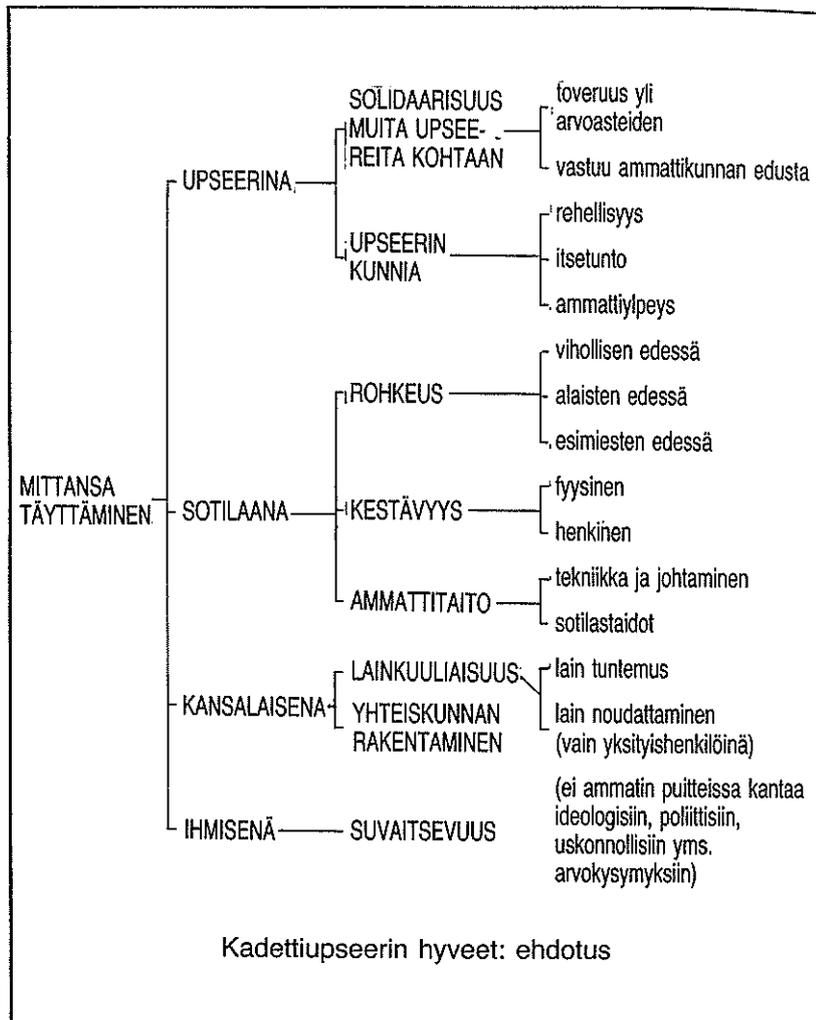 MITTANSA
TÄYTTÄMINEN
UPSEERINA
SOLIDAARISUUS
MUITA UPSEE-
REITA KOHTAAN
toveruus yli
arvoasteiden
vastuu ammattikunnan edusta
UPSEERIN
KUNNIA
rehellisyys
itsetunto
ammattiylpeys
SOTILAANA
ROHKEUS
vihollisen edessä
alaisten edessä
esimiesten edessä
KESTÄVYYS
fyysinen
henkinen
AMMATTITAITO
tekniikka ja johtaminen
sotilastaidot
KANSALAISENA
LAINKUULIAISUUS
lain tuntemus
lain noudattaminen
YHTEISKUNNAN
RAKENTAMINEN
(vain yksityishenkilöinä)
IHMISENÄ
SUVAITSEVUUS
(ei ammatin puitteissa kantaa
ideologisiin, poliittisiin,
uskonnollisiin yms.
arvokysymyksiin)
Kadettiupseerin hyveet: ehdotus